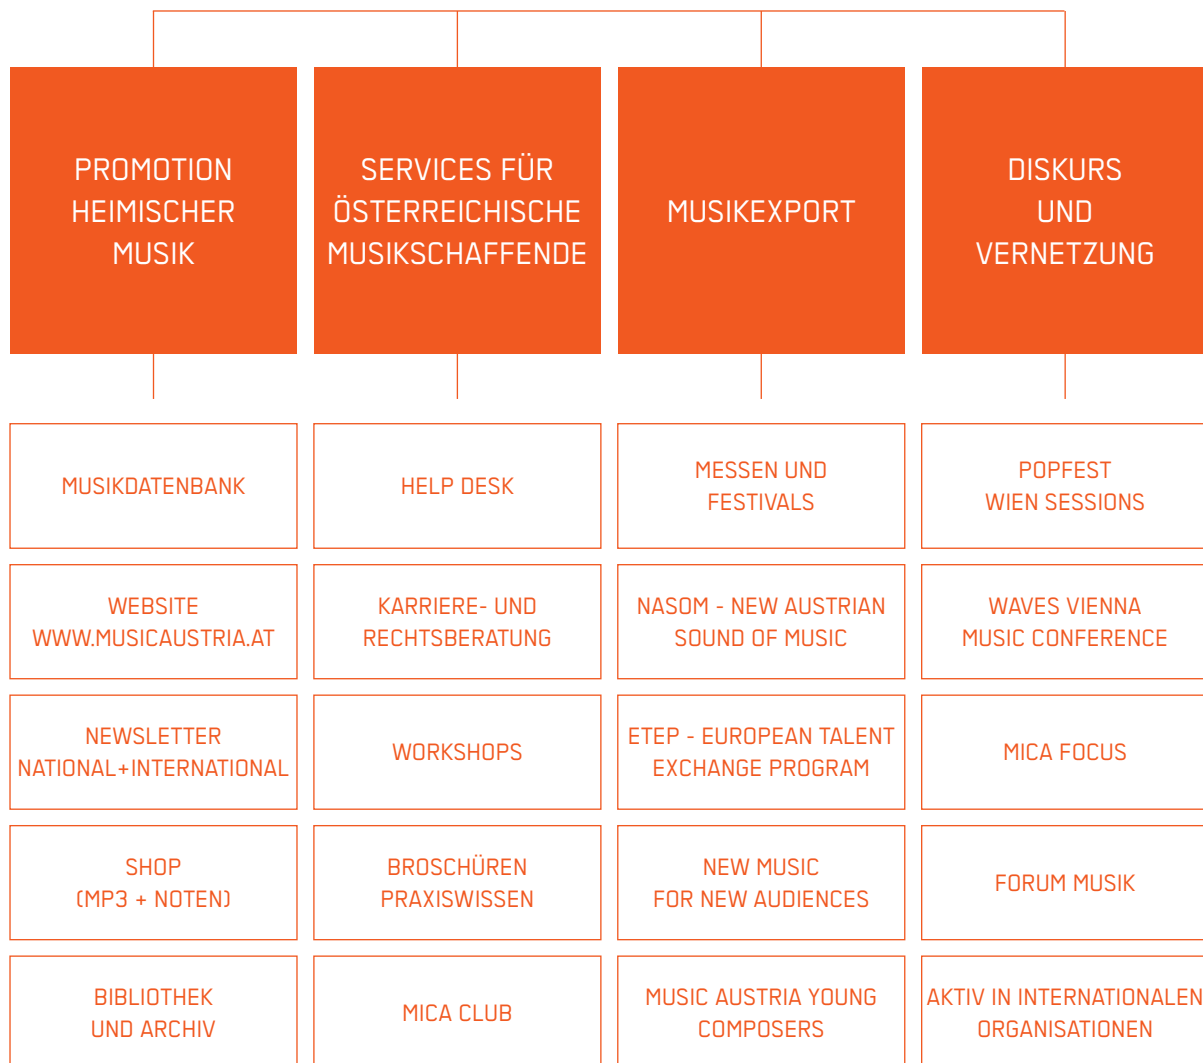 PROMOTION
HEIMISCHER
MUSIK
SERVICES FÜR
ÖSTERREICHISCHE
MUSIKSCHAFFENDE
MUSIKEXPORT
DISKURS
UND
VERNETZUNG
MUSIKDATENBANK
HELP DESK
MESSEN UND
FESTIVALS
POPFEST
WIEN SESSIONS
WEBSITE
WWW.MUSICAUSTRIA.AT
KARRIERE- UND
RECHTSBERATUNG
NASOM - NEW AUSTRIAN
SOUND OF MUSIC
WAVES VIENNA
MUSIC CONFERENCE
NEWSLETTER
NATIONAL+INTERNATIONAL
WORKSHOPS
ETEP - EUROPEAN TALENT
EXCHANGE PROGRAM
MICA FOCUS
SHOP
(MP3 + NOTEN)
BROSCHÜREN
PRAXISWISSEN
NEW MUSIC
FOR NEW AUDIENCES
FORUM MUSIK
BIBLIOTHEK
UND ARCHIV
MICA CLUB
MUSIC AUSTRIA YOUNG
COMPOSERS
AKTIV IN INTERNATIONALEN
ORGANISATIONEN